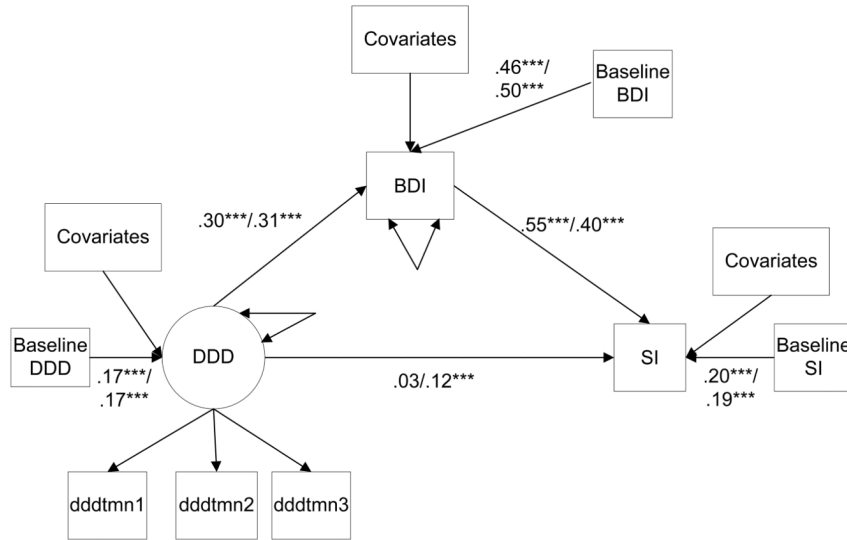 Covariates
.46***/
.50***
Baseline
BDI
BDI
.30***/.31***
.55***/.40***
Covariates
Covariates
Baseline
DDD
.17***/
.17***
DDD
.03/.12***
SI
.20***/
.19***
Baseline
SI
dddtmn1
dddtmn2
dddtmn3